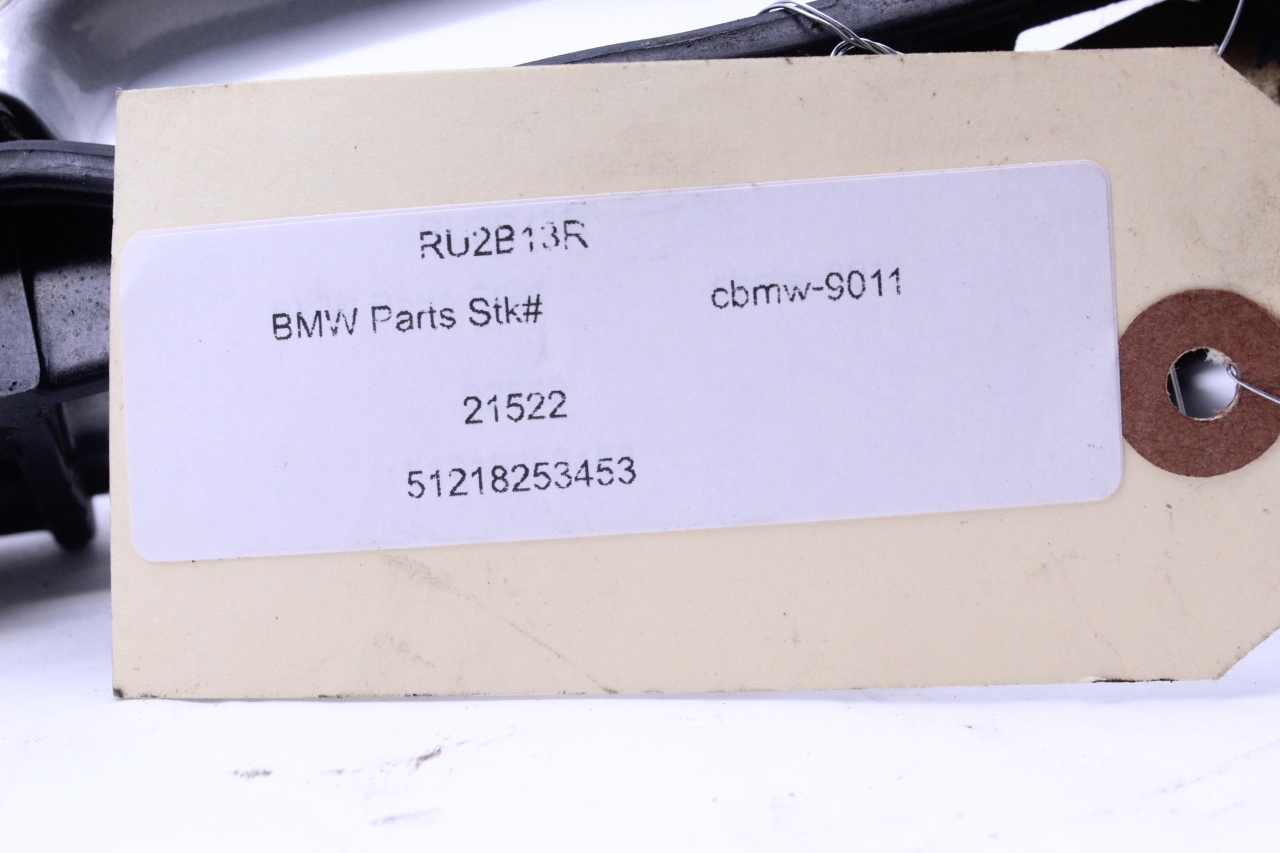 RU2B13R
BMW Parts Stk# cbmw-9011
21522
51218253453